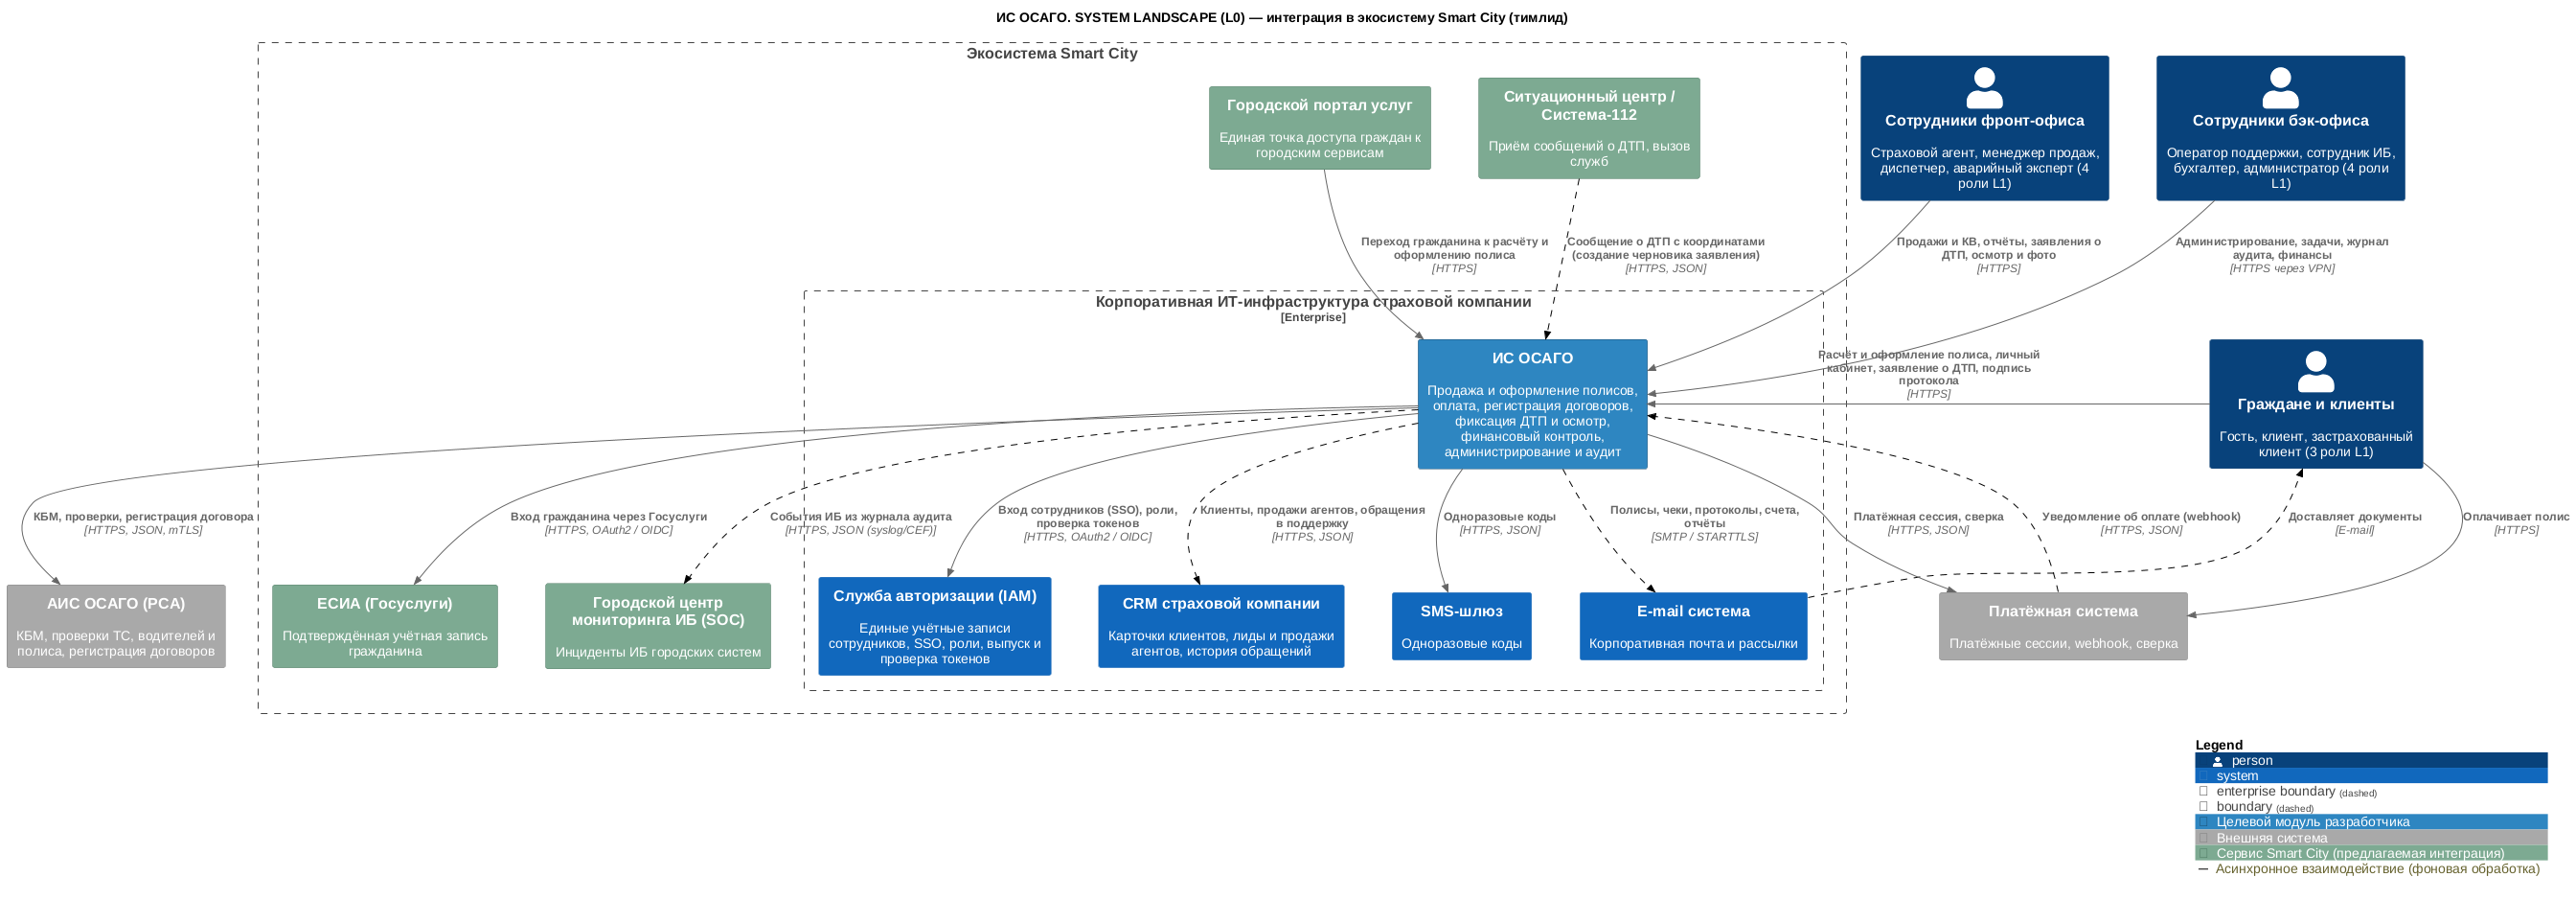 ИС ОСАГО. SYSTEM LANDSCAPE (L0) — интеграция в экосистему Smart City (тимлид)
Экосистема Smart City
Городской портал услуг
Единая точка доступа граждан к
городским сервисам
Ситуационный центр /
Система-112
Приём сообщений о ДТП, вызов
служб
Сотрудники фронт-офиса
Страховой агент, менеджер продаж,
диспетчер, аварийный эксперт (4
роли L1)
Сотрудники бэк-офиса
Оператор поддержки, сотрудник ИБ,
бухгалтер, администратор (4 роли
L1)
Переход гражданина к расчёту и
оформлению полиса
[HTTPS]
Сообщение о ДТП с координатами
(создание черновика заявления)
[HTTPS, JSON]
Продажи и КВ, отчёты, заявления о
ДТП, осмотр и фото
[HTTPS]
Администрирование, задачи, журнал
аудита, финансы
[HTTPS через VPN]
Корпоративная ИТ-инфраструктура страховой компании
[Enterprise]
ИС ОСАГО
Продажа и оформление полисов,
оплата, регистрация договоров,
фиксация ДТП и осмотр,
финансовый контроль,
администрирование и аудит
Расчёт и оформление полиса, личный
кабинет, заявление о ДТП, подпись
протокола
[HTTPS]
Граждане и клиенты
Гость, клиент, застрахованный
клиент (3 роли L1)
КБМ, проверки, регистрация договора
[HTTPS, JSON, mTLS]
Вход гражданина через Госуслуги
[HTTPS, OAuth2 / OIDC]
События ИБ из журнала аудита
[HTTPS, JSON (syslog/CEF)]
Вход сотрудников (SSO), роли,
проверка токенов
[HTTPS, OAuth2 / OIDC]
Клиенты, продажи агентов, обращения
в поддержку
[HTTPS, JSON]
Одноразовые коды
[HTTPS, JSON]
Полисы, чеки, протоколы, счета,
отчёты
[SMTP / STARTTLS]
Платёжная сессия, сверка
[HTTPS, JSON]
Уведомление об оплате (webhook)
[HTTPS, JSON]
Доставляет документы
[E-mail]
Оплачивает полис
[HTTPS]
АИС ОСАГО (РСА)
КБМ, проверки ТС, водителей и
полиса, регистрация договоров
ЕСИА (Госуслуги)
Подтверждённая учётная запись
гражданина
Городской центр
мониторинга ИБ (SOC)
Инциденты ИБ городских систем
Служба авторизации (IAM)
Единые учётные записи
сотрудников, SSO, роли, выпуск и
проверка токенов
CRM страховой компании
Карточки клиентов, лиды и продажи
агентов, история обращений
SMS-шлюз
Одноразовые коды
E-mail система
Корпоративная почта и рассылки
Платёжная система
Платёжные сессии, webhook, сверка
Legend
person
system
enterprise boundary (dashed)
boundary (dashed)
Целевой модуль разработчика
Внешняя система
Сервис Smart City (предлагаемая интеграция)
Асинхронное взаимодействие (фоновая обработка)